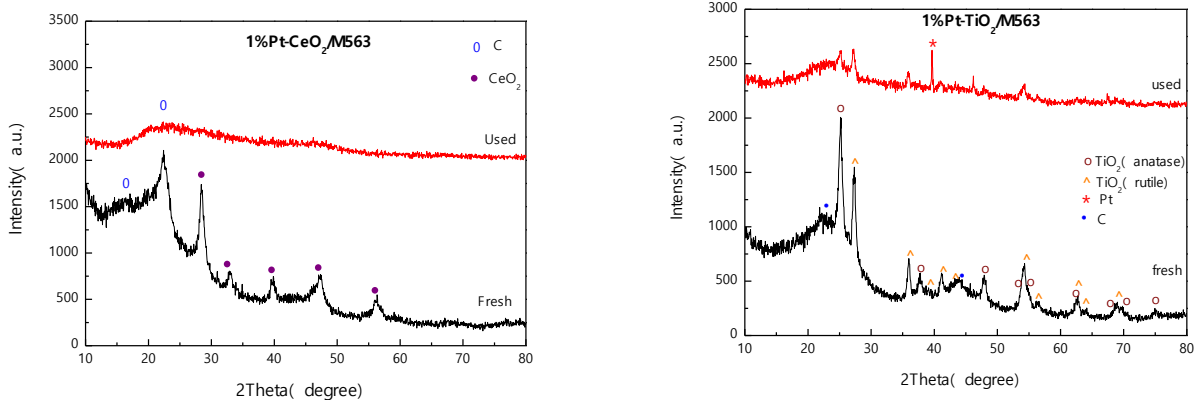 1%Pt-CeO2/M563
0 C
● CeO2
0
0
Used
Fresh
Intensity( a.u.)
3500
3000
2500
2000
1500
1000
500
0
10 20 30 40 50 60 70 80
2Theta( degree)
1%Pt-TiO2/M563
used
O TiO2( anatase)
^ TiO2( rutile)
* Pt
• C
fresh
Intensity( a.u.)
3000
2500
2000
1500
1000
500
0
10 20 30 40 50 60 70 80
2Theta( degree)